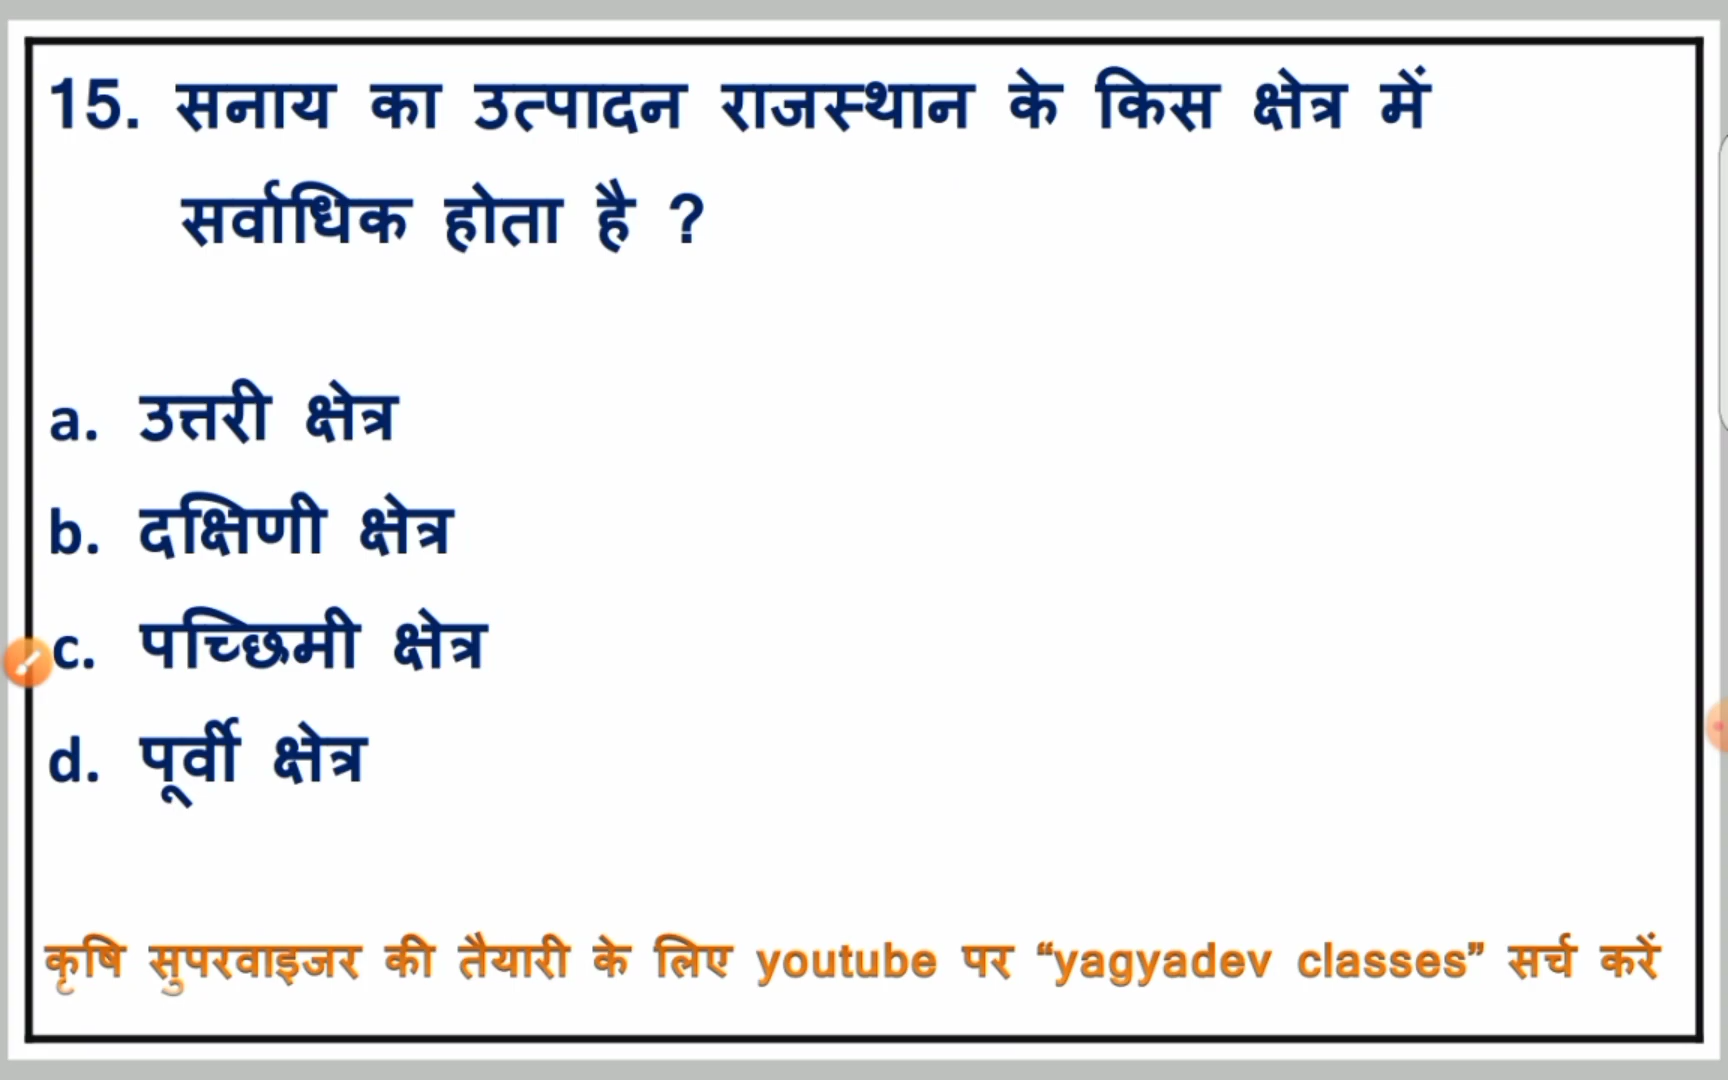 15. सनाय का उत्पादन राजस्थान के किस क्षेत्र में
सर्वाधिक होता है ?
a. उत्तरी क्षेत्र
b. दक्षिणी क्षेत्र
c. पच्छिमी क्षेत्र
d. पूर्वी क्षेत्र
कृषि सुपरवाइजर की तैयारी के लिए youtube पर “yagyadev classes” सर्च करें